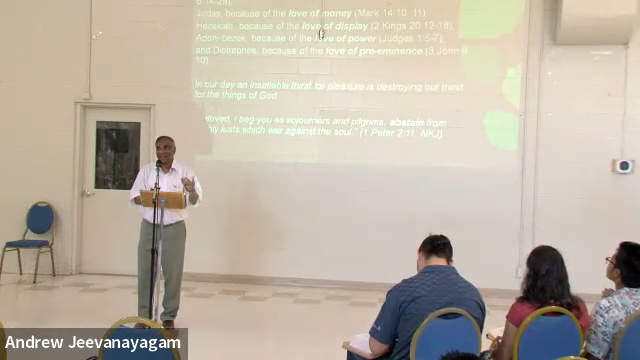 6:14-29),
Judas, because of the love of money (Mark 14:10, 11)
Hezekiah, because of the love of display (2 Kings 20:12-18),
Adoni-bezek, because of the love of power (Judges 1:5-7),
and Diotrephes, because of the love of pre-eminence (3 John 9,
10)
In our day an insatiable thirst for pleasure is destroying our thirst
for the things of God.
I beg you as sojourners and pilgrims, abstain from
lusts which war against the soul." (1 Peter 2:11, NKJ)
Andrew Jeevanayagam